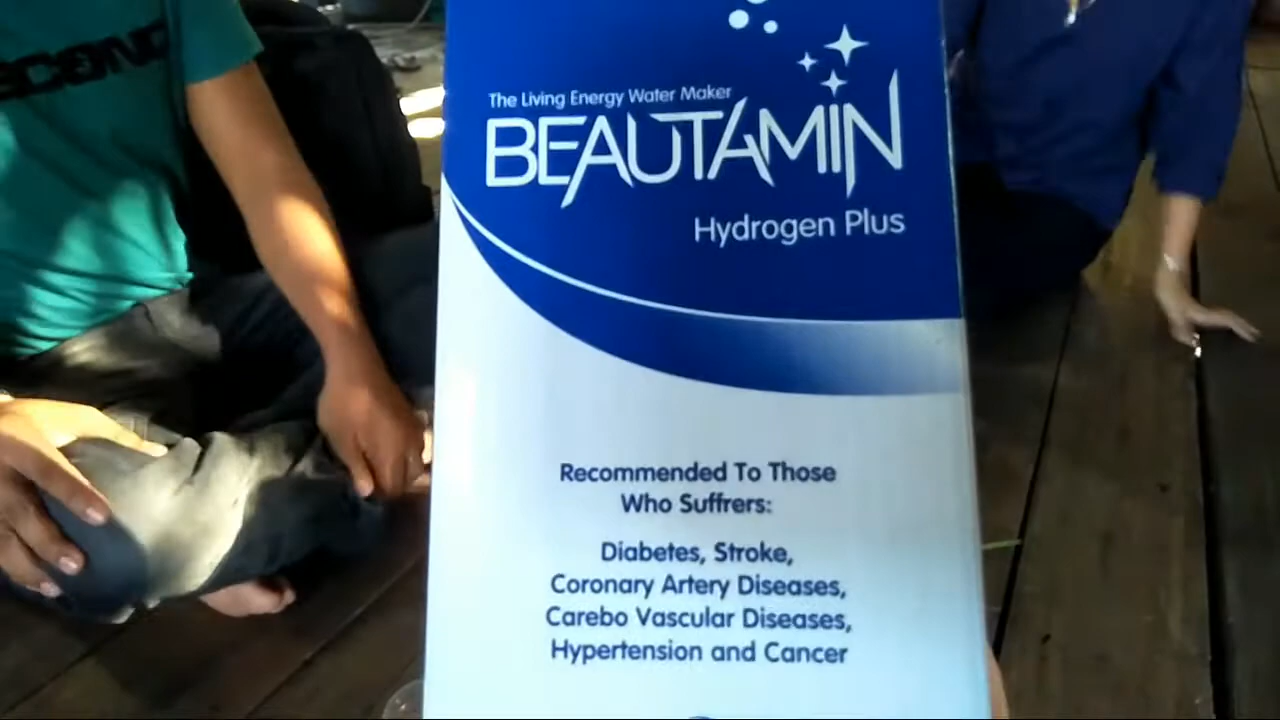 SCOND
The Living Energy Water Maker
BEAUTAMIN
Hydrogen Plus
Recommended To Those
Who Suffrers:
Diabetes, Stroke,
Coronary Artery Diseases,
Carebo Vascular Diseases,
Hypertension and Cancer